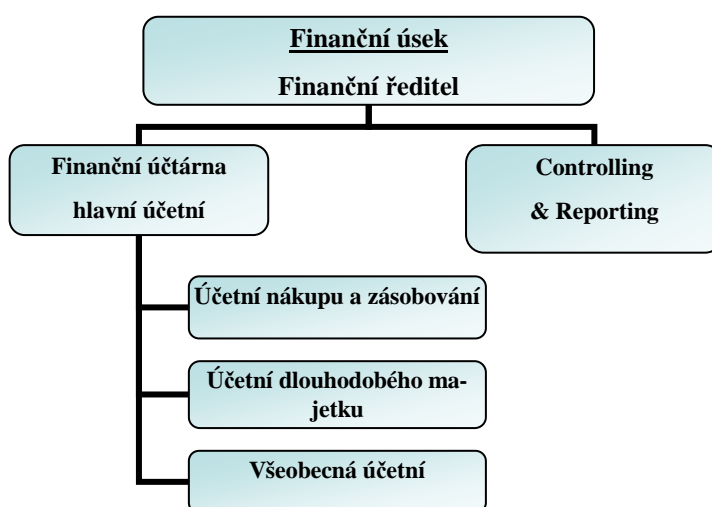 Finanční úsek
Finanční ředitel
Finanční účtárna
hlavní účetní
Controlling
& Reporting
Účetní nákupu a zásobování
Účetní dlouhodobého ma-
jetku
Všeobecná účetní